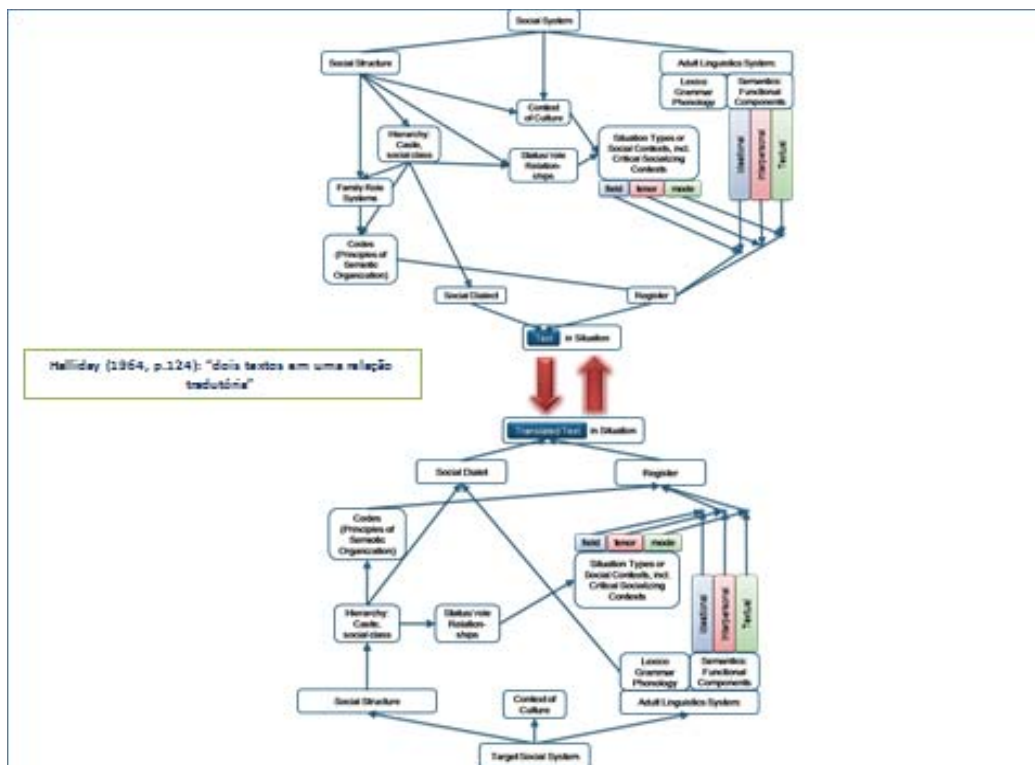 Social System
Social Structure
Adult Linguistics System
Lexico
Grammar
Phonology
Semantics:
Functional
Components
Context
of Culture
Hierarchy:
Caste,
social class
Status/role
Relation-
ships
Situation Types or
Social Contexts, incl.
Critical Socializing
Contexts
Ideational
Interpersonal
Textual
Family Role
Systems
field
tenor
mode
Codes
(Principles of
Semiotic
Organization)
Social Dialect
Register
Text in Situation
Halliday (1964, p.124): "dois textos em uma relação
tradutória"
Translated Text in Situation
Social Dialet
Register
Codes
(Principles of
Semiotic
Organization)
field
tenor
mode
Situation Types or
Social Contexts, incl.
Critical Socializing
Contexts
Ideational
Interpersonal
Textual
Hierarchy:
Caste,
social class
Status/role
Relation-
ships
Lexico
Grammar
Phonology
Semantics:
Functional
Components
Social Structure
Context of
Culture
Adult Linguistics System
Target Social System